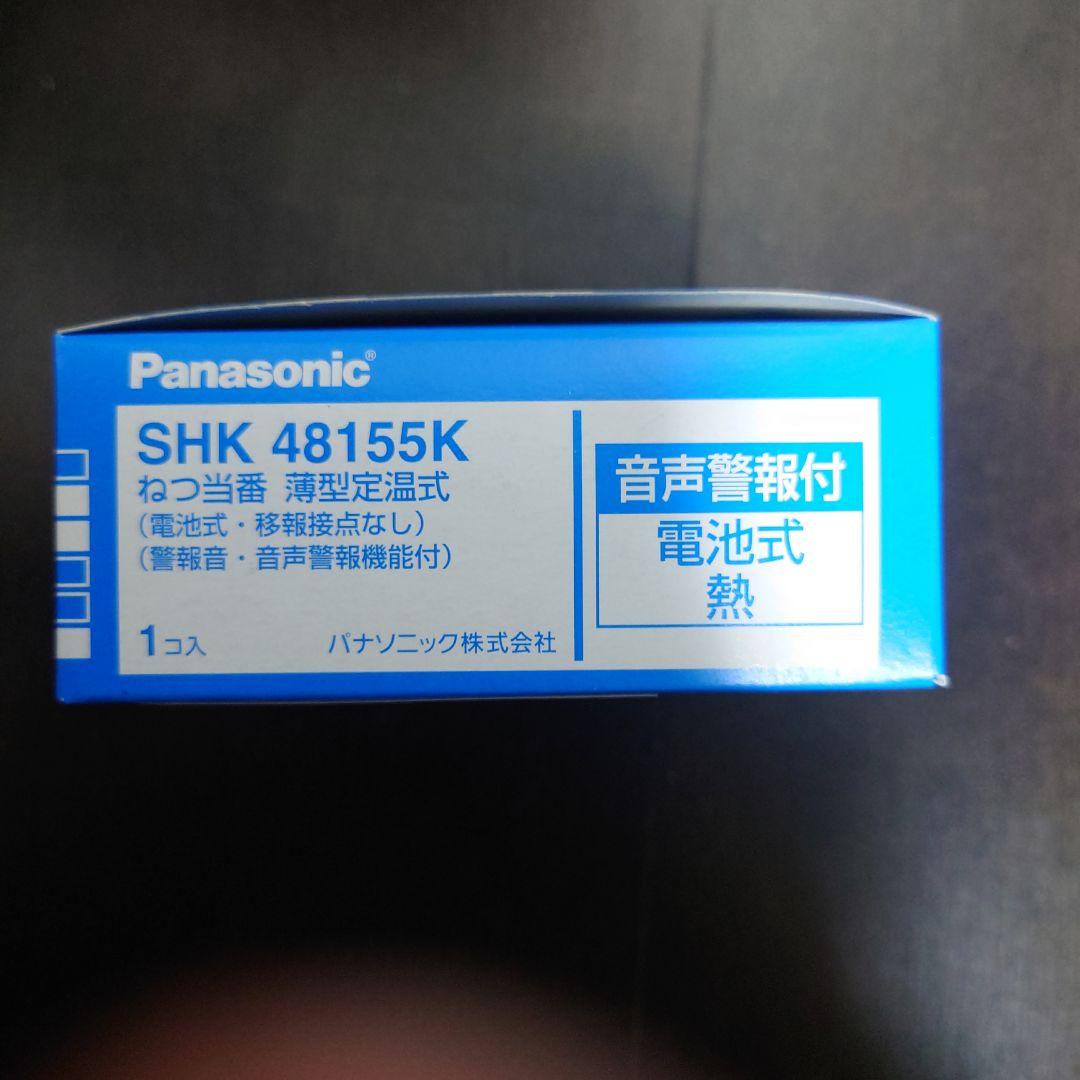 Panasonic®
SHK 48155K
ねつ当番 薄型定温式
(電池式・移報接点なし)
(警報音・音声警報機能付)
1コ入 パナソニック株式会社
音声警報付
電池式
熱